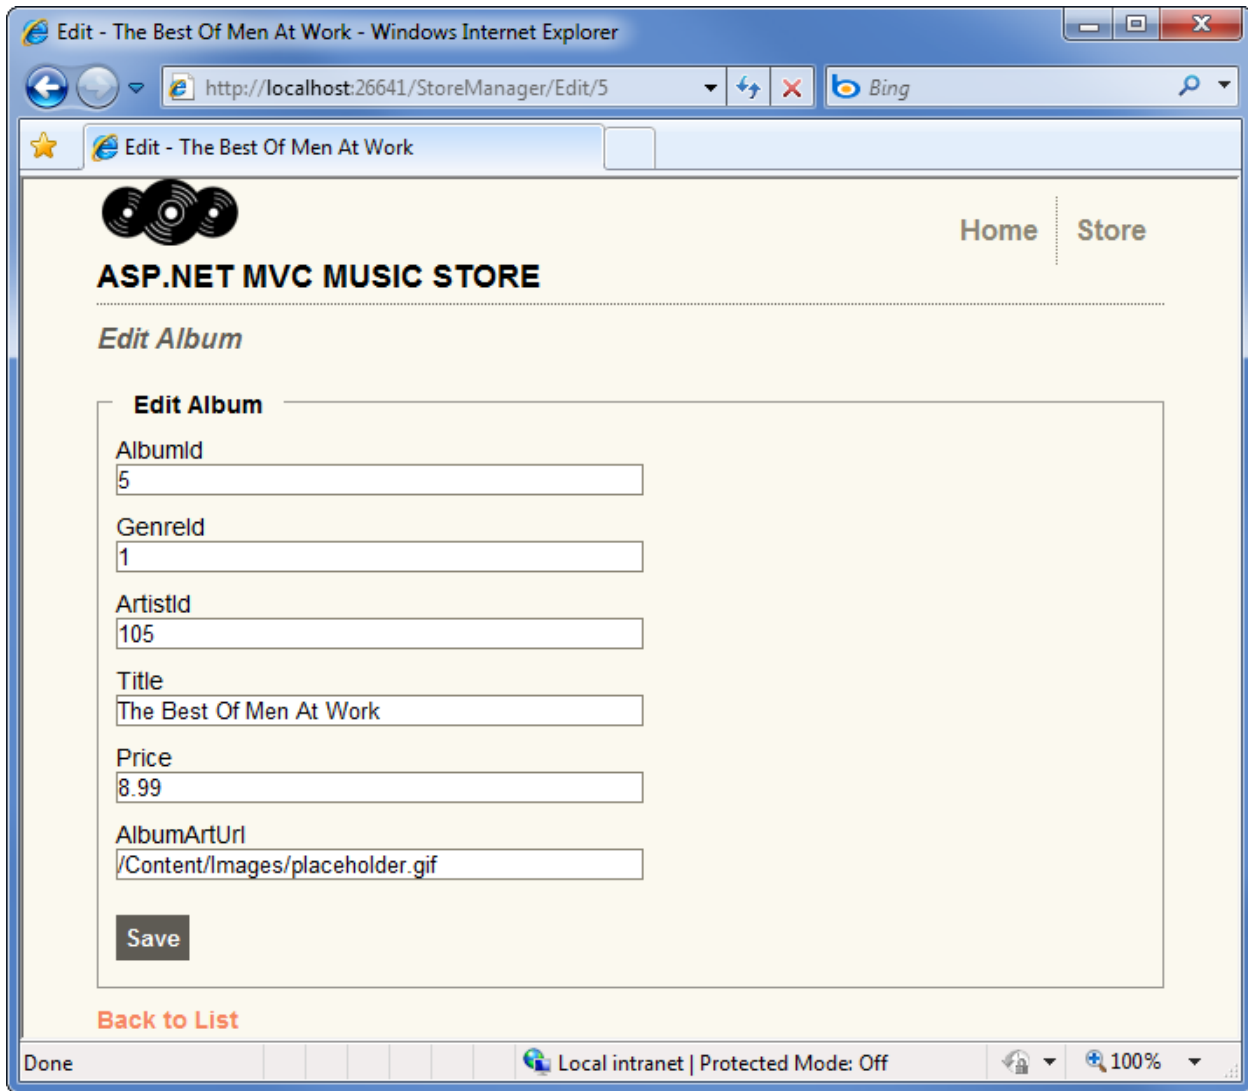 Edit - The Best Of Men At Work - Windows Internet Explorer
http://localhost:26641/StoreManager/Edit/5
Bing
Edit - The Best Of Men At Work
Home
Store
ASP.NET MVC MUSIC STORE
Edit Album
Edit Album
AlbumId
5
GenreId
1
ArtistId
105
Title
The Best Of Men At Work
Price
8.99
AlbumArtUrl
/Content/Images/placeholder.gif
Save
Back to List
Done
Local intranet | Protected Mode: Off
100%